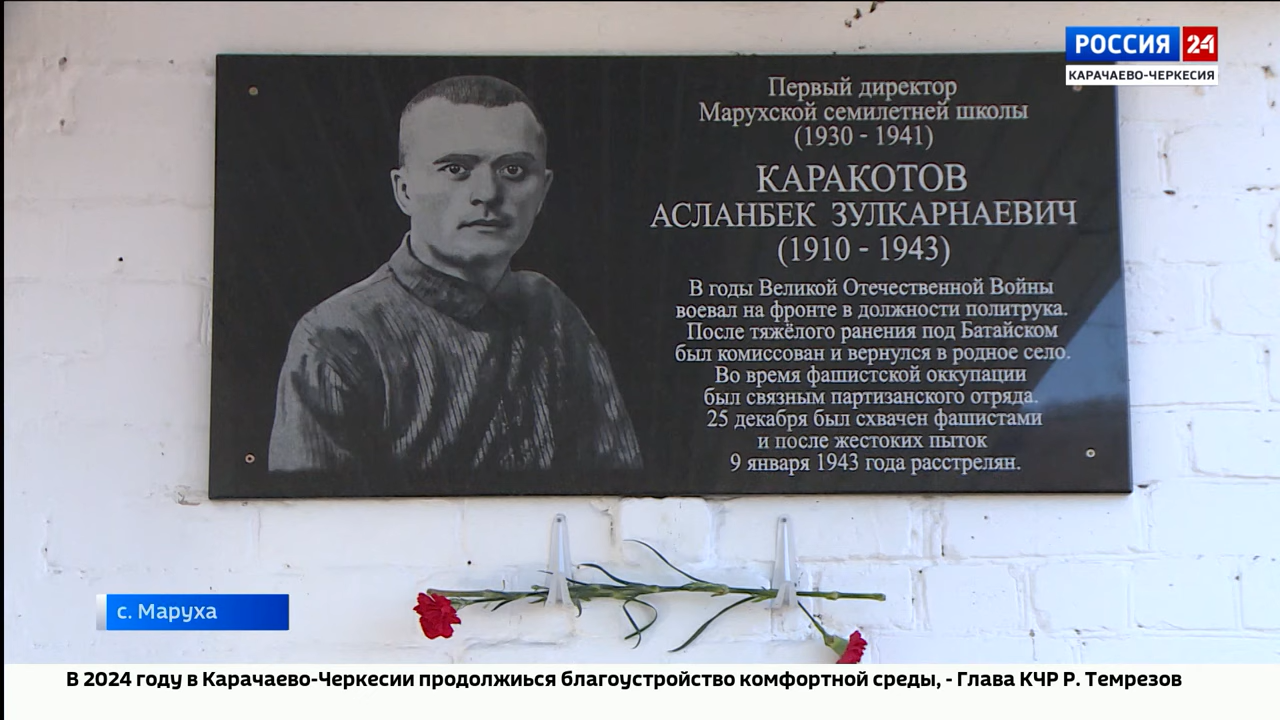 РОССИЯ 24
КАРАЧАЕВО-ЧЕРКЕСИЯ
Первый директор
Марухской семилетней школы
(1930 - 1941)
КАРАКОТОВ
АСЛАНБЕК ЗУЛКАРНАЕВИЧ
(1910 - 1943)
В годы Великой Отечественной Войны
воевал на фронте в должности политрука.
После тяжёлого ранения под Батайском
был комиссован и вернулся в родное село.
Во время фашистской оккупации
был связным партизанского отряда.
25 декабря был схвачен фашистами
и после жестоких пыток
9 января 1943 года расстрелян.
с. Маруха
В 2024 году в Карачаево-Черкесии продолжиься благоустройство комфортной среды, - Глава КЧР Р. Темрезов